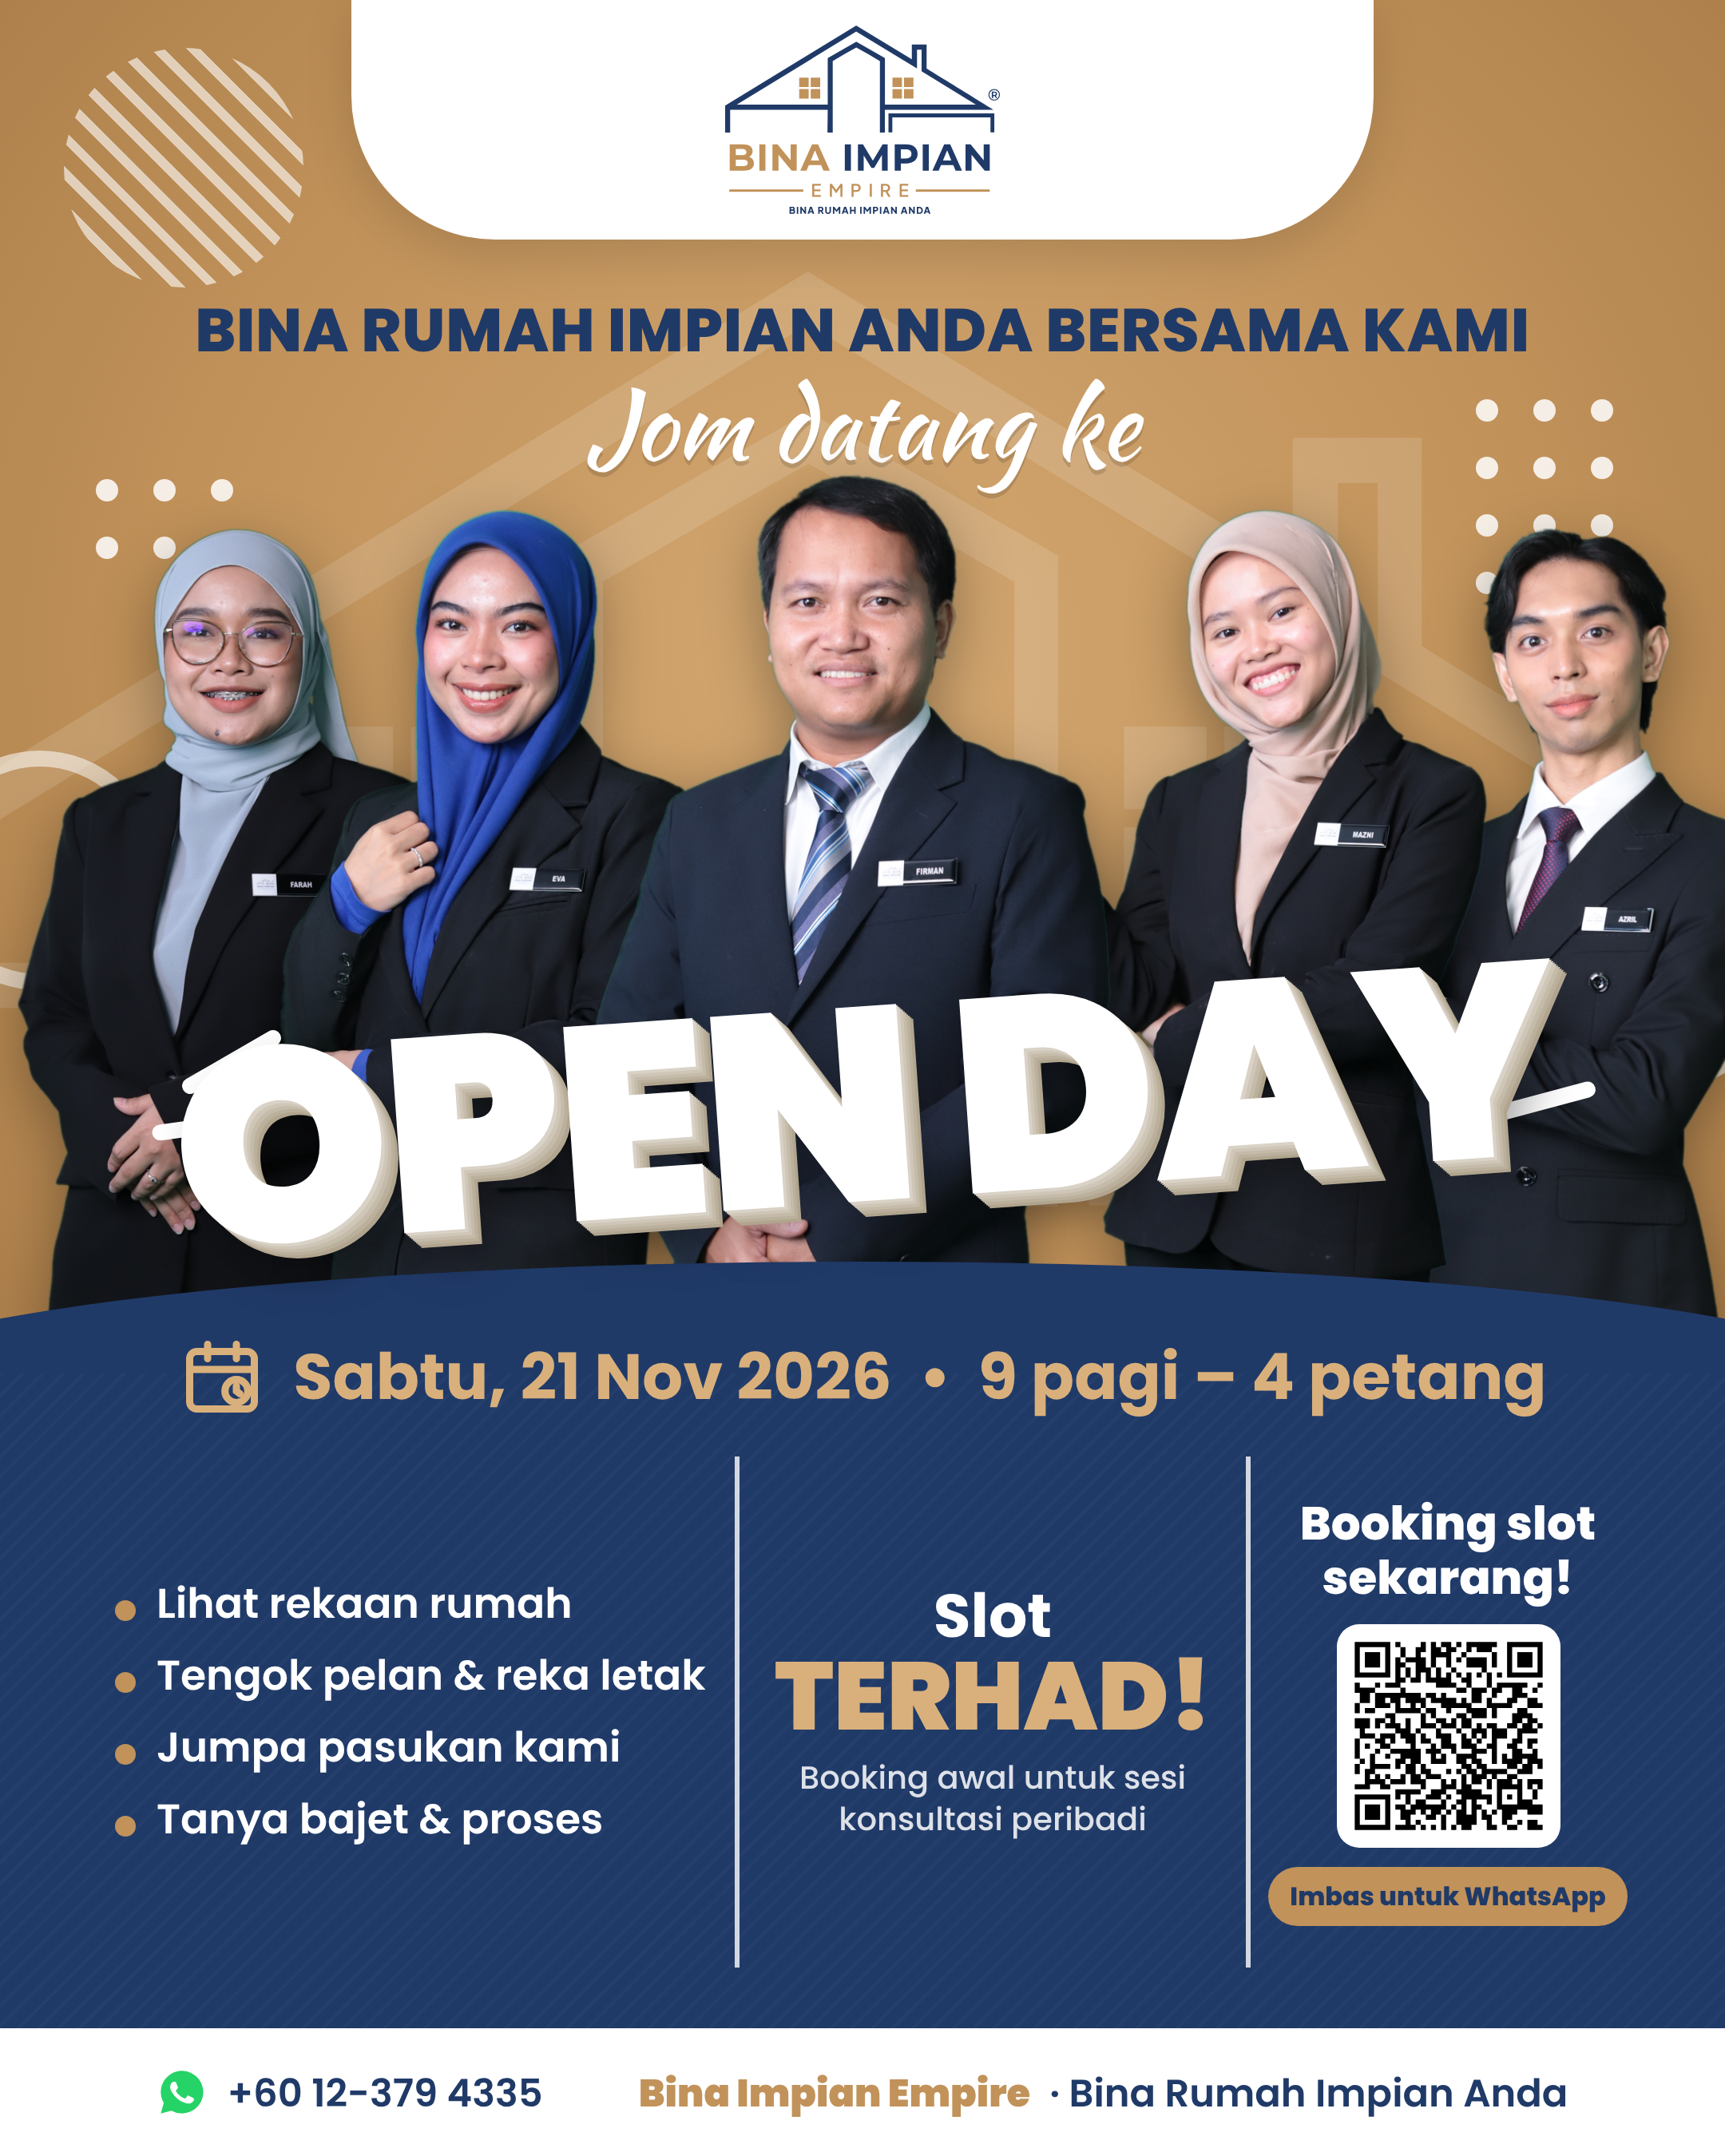 ®
BINA IMPIAN
EMPIRE
BINA RUMAH IMPIAN ANDA
BINA RUMAH IMPIAN ANDA BERSAMA KAMI
Jom datang ke
FARAH
EVA
FIRMAN
MAZNI
AZRIL
OPEN DAY
Sabtu, 21 Nov 2026 • 9 pagi – 4 petang
Lihat rekaan rumah
Tengok pelan & reka letak
Jumpa pasukan kami
Tanya bajet & proses
Slot
TERHAD!
Booking awal untuk sesi
konsultasi peribadi
Booking slot
sekarang!
Imbas untuk WhatsApp
+60 12-379 4335
Bina Impian Empire · Bina Rumah Impian Anda